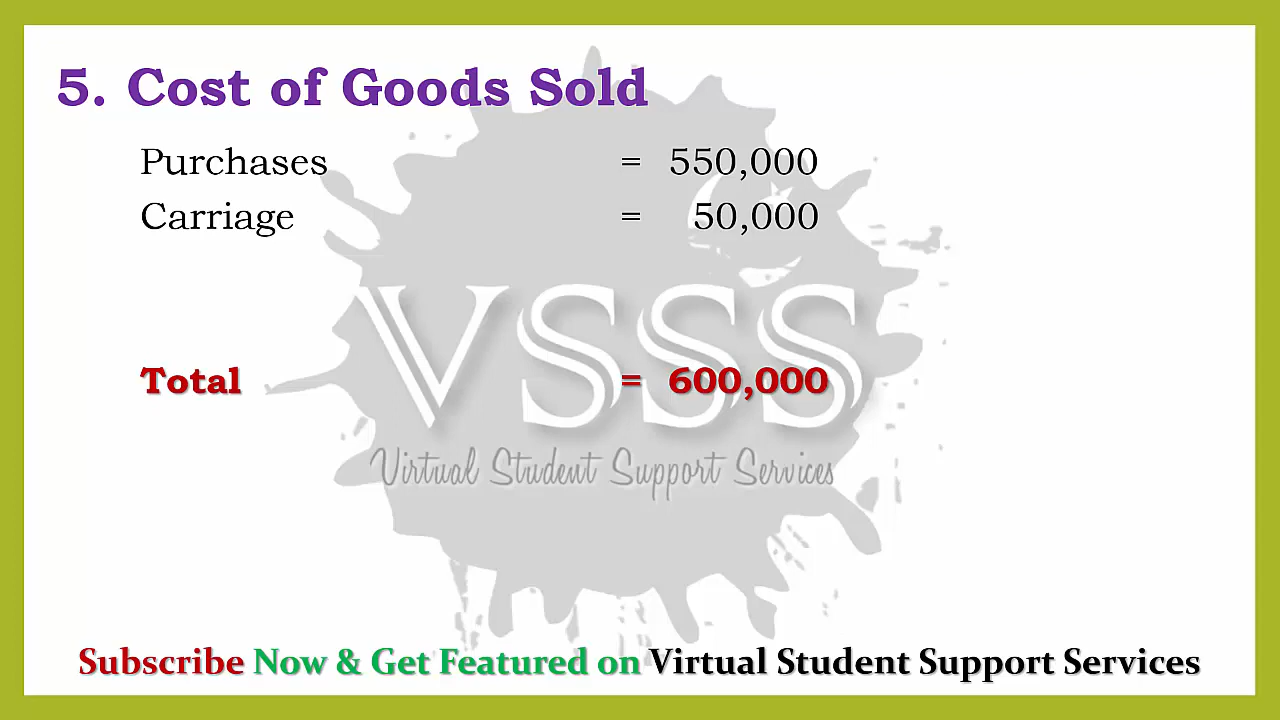 5. Cost of Goods Sold
Purchases = 550,000
Carriage = 50,000
VSSS
Total = 600,000
Virtual Student Support Services
Subscribe Now & Get Featured on Virtual Student Support Services